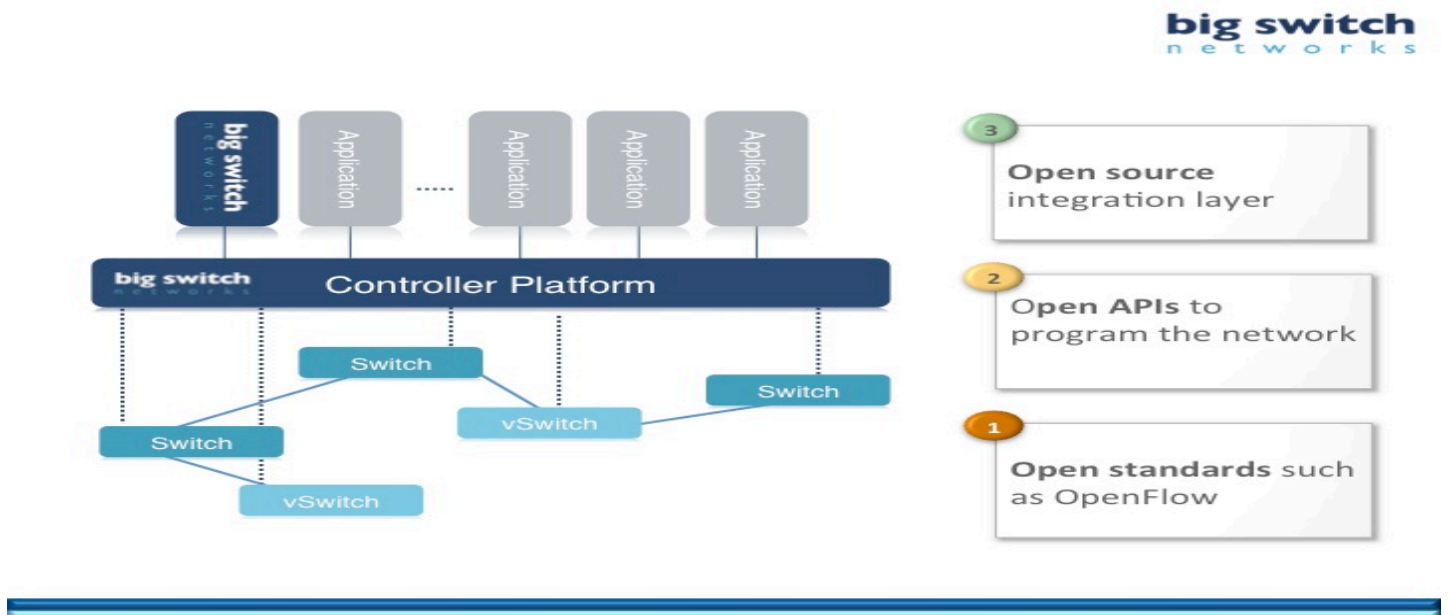 big switch
networks
big switch
networks
Application
.....
Application
Application
Application
big switch
networks
Controller Platform
Switch
Switch
vSwitch
Switch
vSwitch
3
Open source
integration layer
2
Open APIs to
program the network
1
Open standards such
as OpenFlow